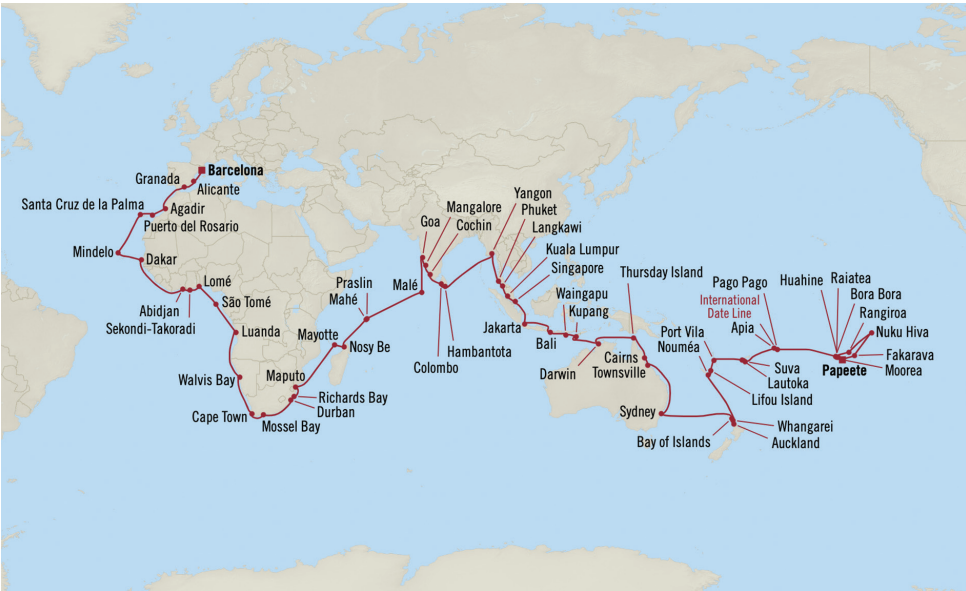 Barcelona
Granada
Alicante
Santa Cruz de la Palma
Agadir
Puerto del Rosario
Mindelo
Dakar
Lomé
Abidjan
Sekondi-Takoradi
São Tomé
Luanda
Walvis Bay
Cape Town
Mossel Bay
Maputo
Richards Bay
Durban
Mayotte
Nosy Be
Praslin
Mahé
Malé
Goa
Mangalore
Cochin
Colombo
Hambantota
Yangon
Phuket
Langkawi
Kuala Lumpur
Singapore
Jakarta
Bali
Waingapu
Kupang
Darwin
Thursday Island
Cairns
Townsville
Sydney
Bay of Islands
Whangarei
Auckland
Port Vila
Nouméa
Lifou Island
Suva
Lautoka
Pago Pago
International
Date Line
Apia
Huahine
Raiatea
Bora Bora
Rangiroa
Nuku Hiva
Fakarava
Moorea
Papeete